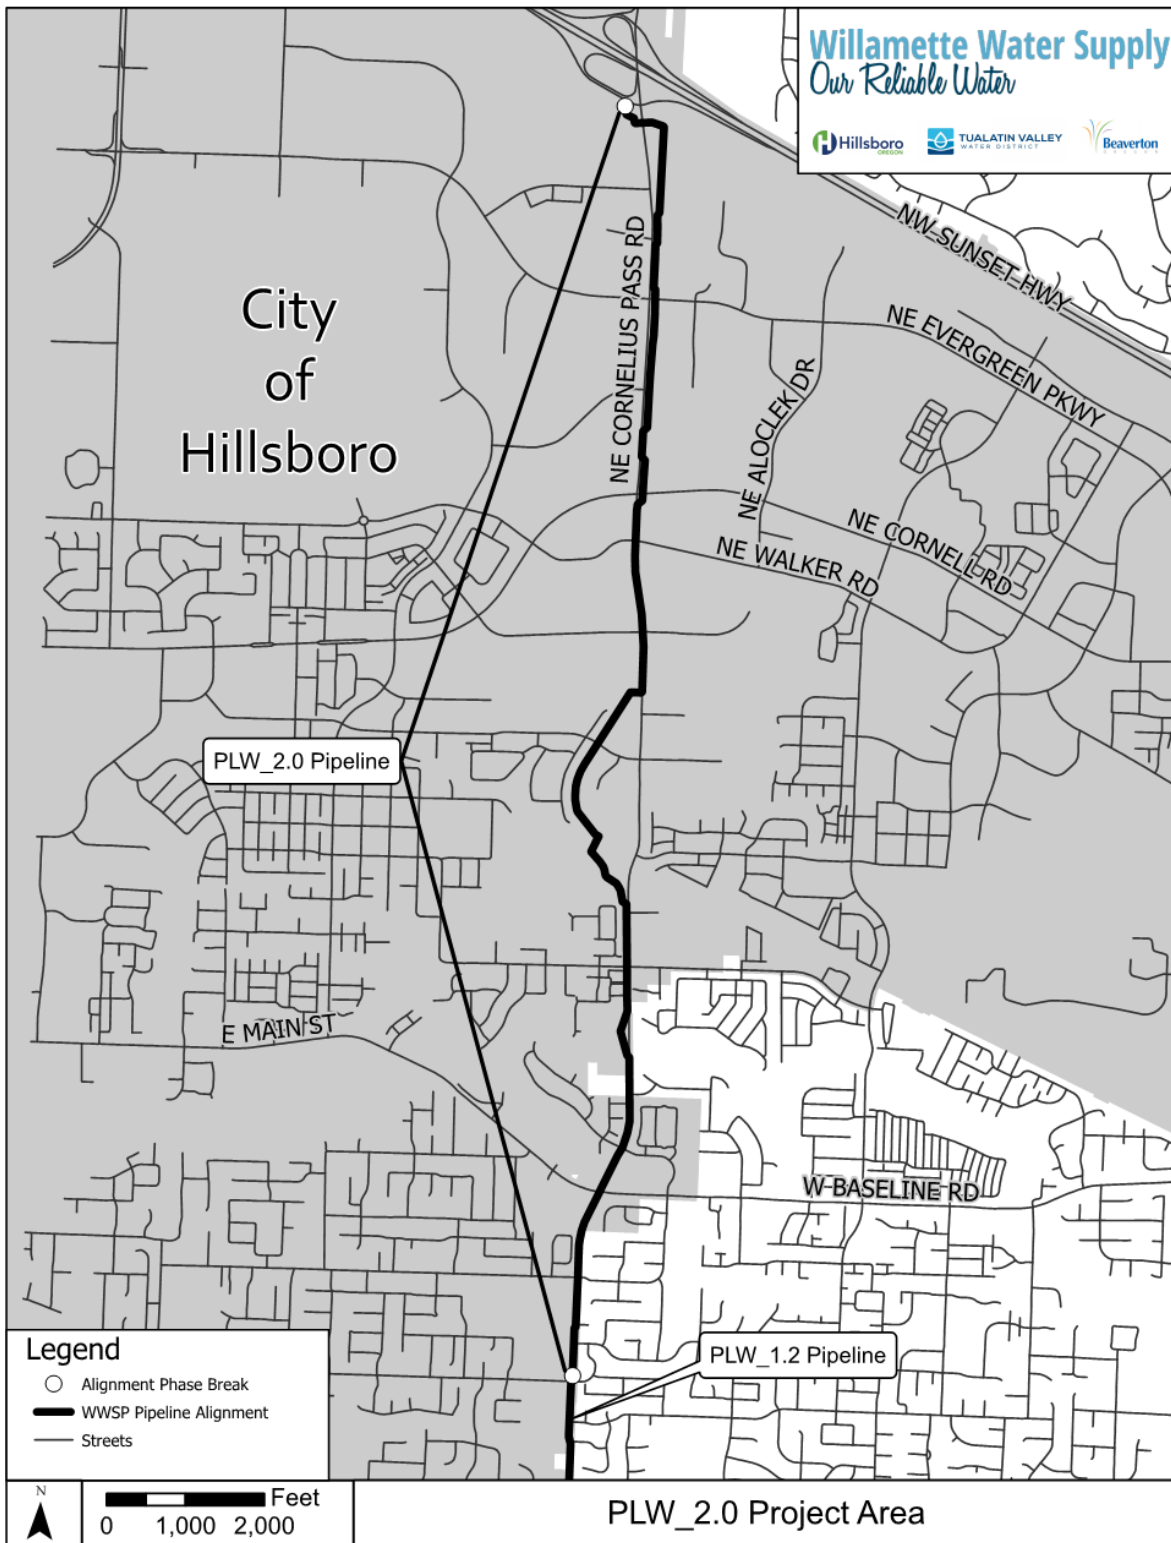 Willamette Water Supply
Our Reliable Water
Hillsboro
OREGON
TUALATIN VALLEY
WATER DISTRICT
Beaverton
NW SUNSET HWY
NE CORNELIUS PASS RD
NE EVERGREEN PKWY
City
of
Hillsboro
NE ALOCLEK DR
NE CORNELL RD
NE WALKER RD
PLW_2.0 Pipeline
E MAIN ST
W BASELINE RD
PLW_1.2 Pipeline
Legend
Alignment Phase Break
WWSP Pipeline Alignment
Streets
N
Feet
0 1,000 2,000
PLW_2.0 Project Area